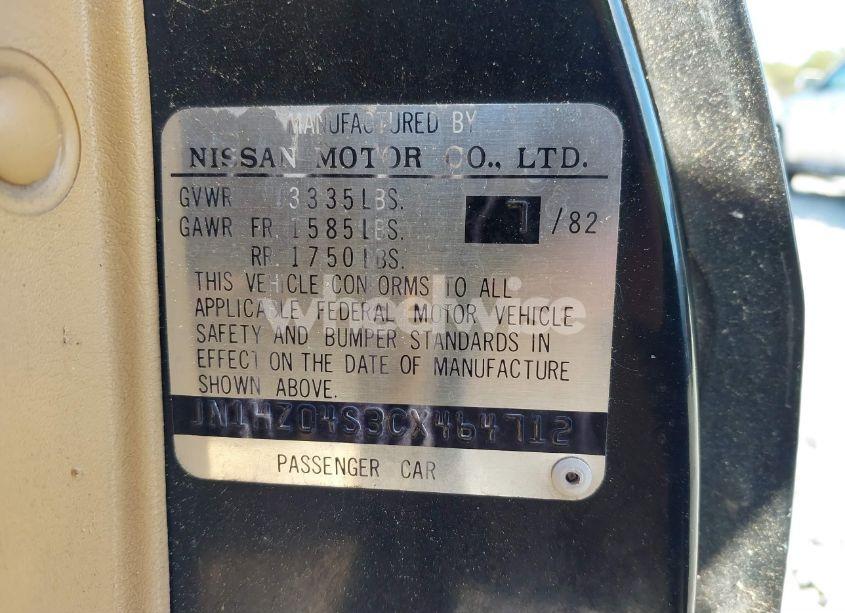 MANUFACTURED BY
NISSAN MOTOR CO., LTD.
GVWR 3335LBS.
GAWR FR. 1585LBS. 7/82
RR. 1750LBS.
THIS VEHICLE CONFORMS TO ALL
APPLICABLE FEDERAL MOTOR VEHICLE
SAFETY AND BUMPER STANDARDS IN
EFFECT ON THE DATE OF MANUFACTURE
SHOWN ABOVE.
JN1HZ04S3CX464712
PASSENGER CAR
wheelwire